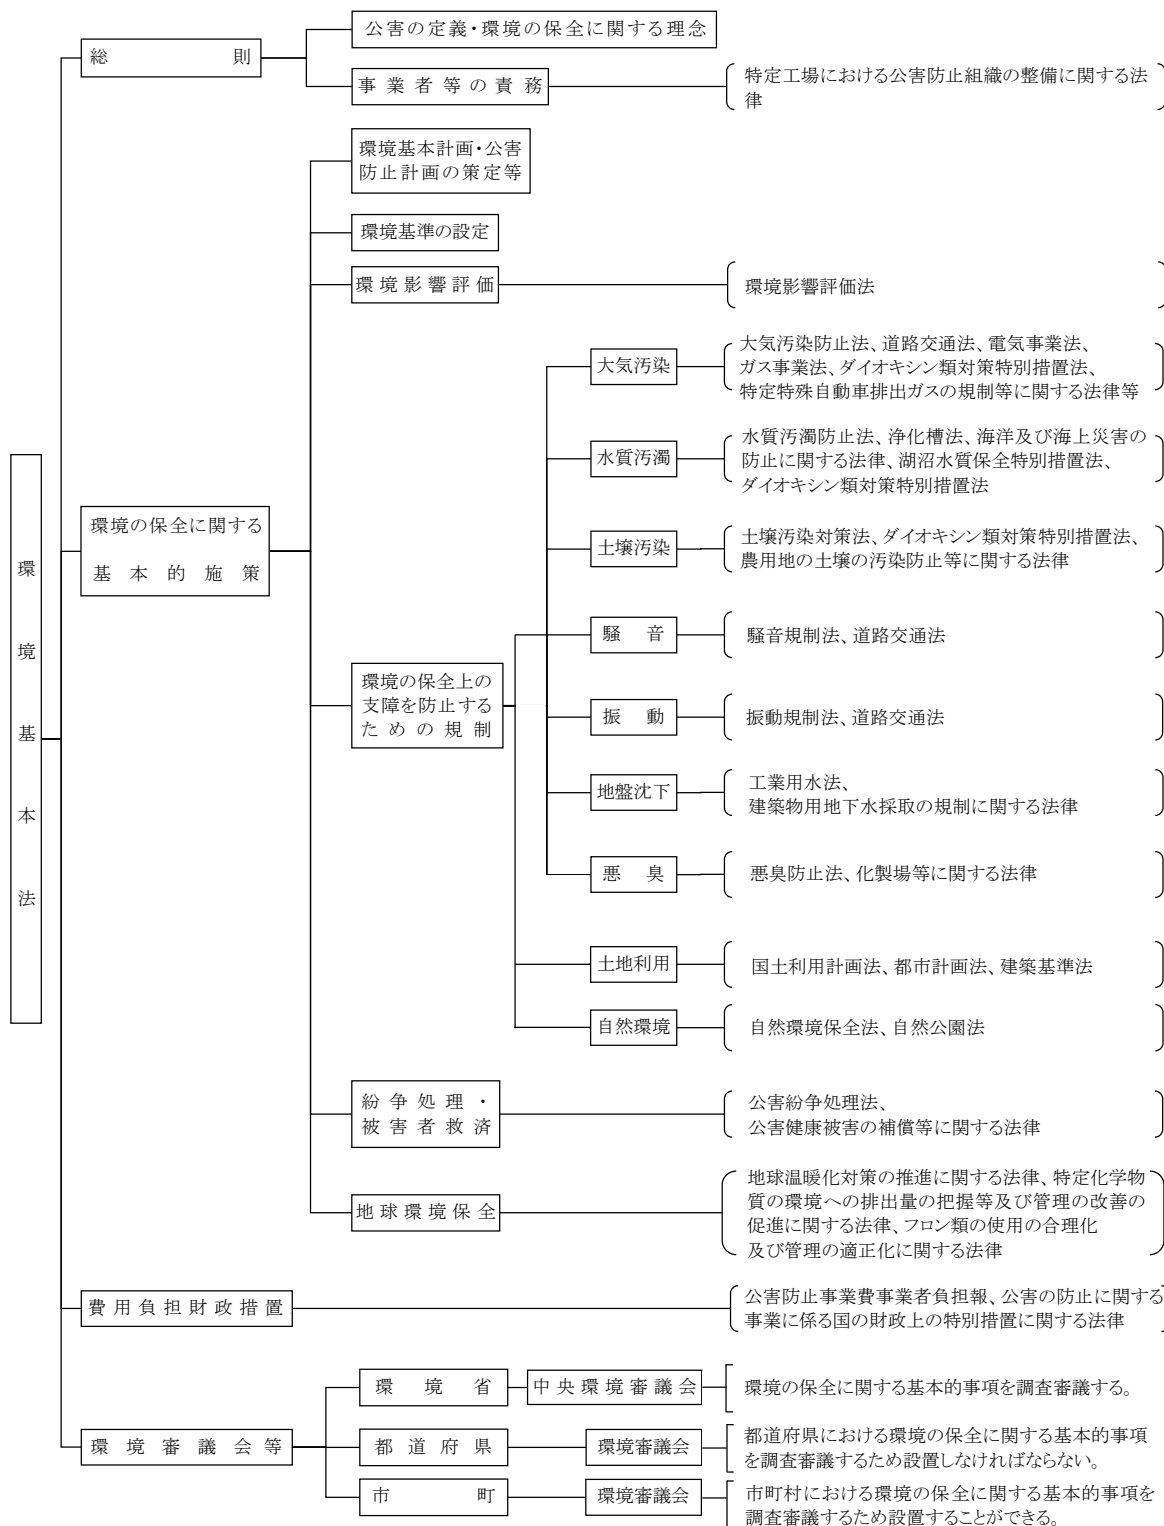 公害の定義・環境の保全に関する理念
総則
事業者等の責務
特定工場における公害防止組織の整備に関する法
律
環境基本計画・公害
防止計画の策定等
環境基準の設定
環境影響評価
環境影響評価法
大気汚染
大気汚染防止法、道路交通法、電気事業法、
ガス事業法、ダイオキシン類対策特別措置法、
特定特殊自動車排出ガスの規制等に関する法律等
水質汚濁
水質汚濁防止法、浄化槽法、海洋及び海上災害の
防止に関する法律、湖沼水質保全特別措置法、
ダイオキシン類対策特別措置法
環境の保全に関する
基本的施策
土壌汚染
土壌汚染対策法、ダイオキシン類対策特別措置法、
農用地の土壌の汚染防止等に関する法律
環境基本法
騒音
騒音規制法、道路交通法
環境の保全上の
支障を防止する
ための規制
振動
振動規制法、道路交通法
地盤沈下
工業用水法、
建築物用地下水採取の規制に関する法律
悪臭
悪臭防止法、化製場等に関する法律
土地利用
国土利用計画法、都市計画法、建築基準法
自然環境
自然環境保全法、自然公園法
紛争処理・
被害者救済
公害紛争処理法、
公害健康被害の補償等に関する法律
地球環境保全
地球温暖化対策の推進に関する法律、特定化学物
質の環境への排出量の把握等及び管理の改善の
促進に関する法律、フロン類の使用の合理化
及び管理の適正化に関する法律
費用負担財政措置
公害防止事業費事業者負担報、公害の防止に関する
事業に係る国の財政上の特別措置に関する法律
環境省
中央環境審議会
環境の保全に関する基本的事項を調査審議する。
環境審議会等
都道府県
環境審議会
都道府県における環境の保全に関する基本的事項
を調査審議するため設置しなければならない。
市町
環境審議会
市町村における環境の保全に関する基本的事項を
調査審議するため設置することができる。